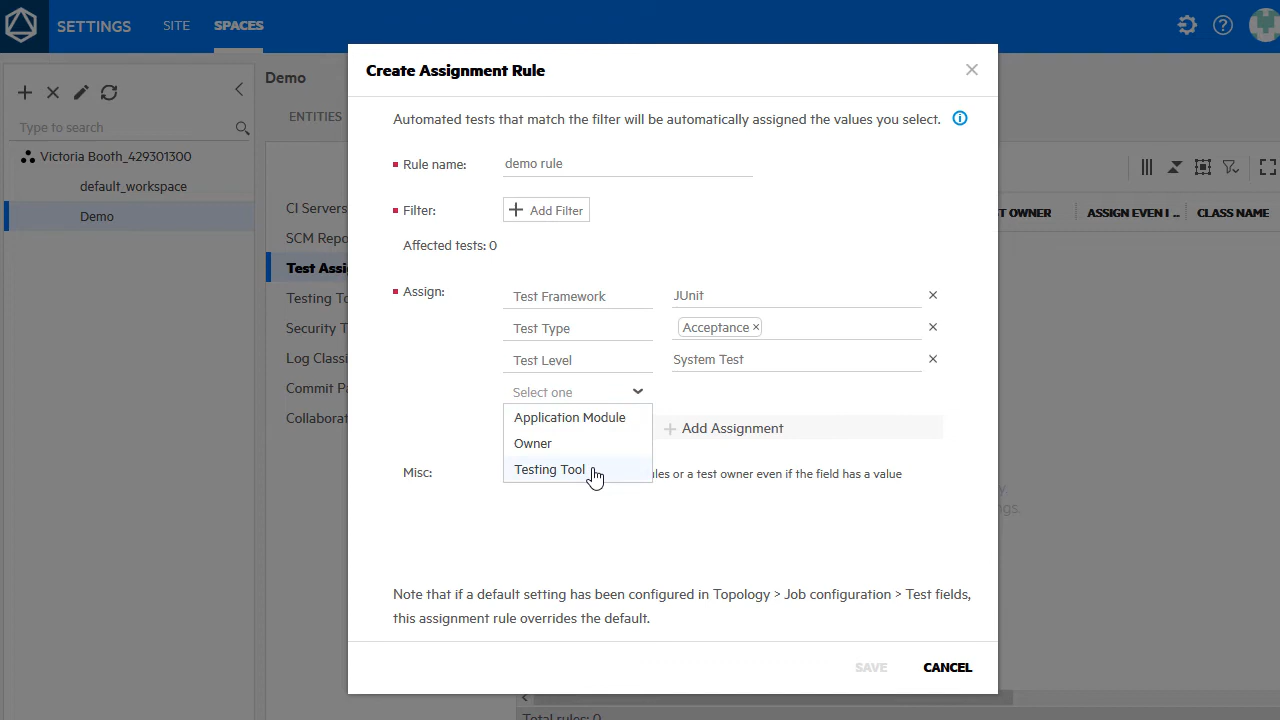 SETTINGS SITE SPACES
Type to search
Victoria Booth_429301300
default_workspace
Demo
Demo
ENTITIES
CI Servers
SCM Repo
Test Assi
Testing To
Security T
Log Classi
Commit Pa
Collaborat
OWNER ASSIGN EVEN I .. CLASS NAME
Create Assignment Rule
Automated tests that match the filter will be automatically assigned the values you select.
Rule name: demo rule
Filter: Add Filter
Affected tests: 0
Assign: Test Framework JUnit
Test Type Acceptance ×
Test Level System Test
Select one
Application Module
Owner
Testing Tool
Add Assignment
Misc: or a test owner even if the field has a value
Note that if a default setting has been configured in Topology > Job configuration > Test fields,
this assignment rule overrides the default.
SAVE CANCEL
Total rules: 0